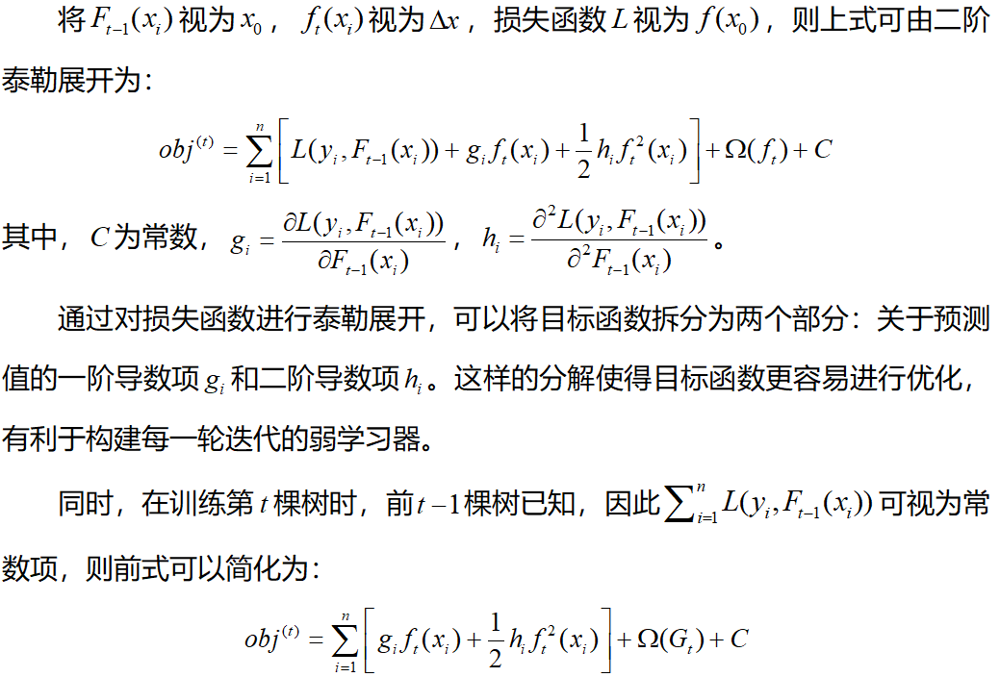 将 $F_{t-1}(x_i)$ 视为 $x_0$，$f_t(x_i)$ 视为 $\Delta x$，损失函数 $L$ 视为 $f(x_0)$，则上式可由二阶
泰勒展开为：
$obj^{(t)} = \sum_{i=1}^{n} \left[ L(y_i, F_{t-1}(x_i)) + g_i f_t(x_i) + \frac{1}{2} h_i f_t^2(x_i) \right] + \Omega(f_t) + C$
其中，$C$ 为常数，$g_i = \frac{\partial L(y_i, F_{t-1}(x_i))}{\partial F_{t-1}(x_i)}$，$h_i = \frac{\partial^2 L(y_i, F_{t-1}(x_i))}{\partial^2 F_{t-1}(x_i)}$。
通过对损失函数进行泰勒展开，可以将目标函数拆分为两个部分：关于预测
值的一阶导数项 $g_i$ 和二阶导数项 $h_i$。这样的分解使得目标函数更容易进行优化，
有利于构建每一轮迭代的弱学习器。
同时，在训练第 $t$ 棵树时，前 $t-1$ 棵树已知，因此 $\sum_{i=1}^{n} L(y_i, F_{t-1}(x_i))$ 可视为常
数项，则前式可以简化为：
$obj^{(t)} = \sum_{i=1}^{n} \left[ g_i f_t(x_i) + \frac{1}{2} h_i f_t^2(x_i) \right] + \Omega(G_t) + C$